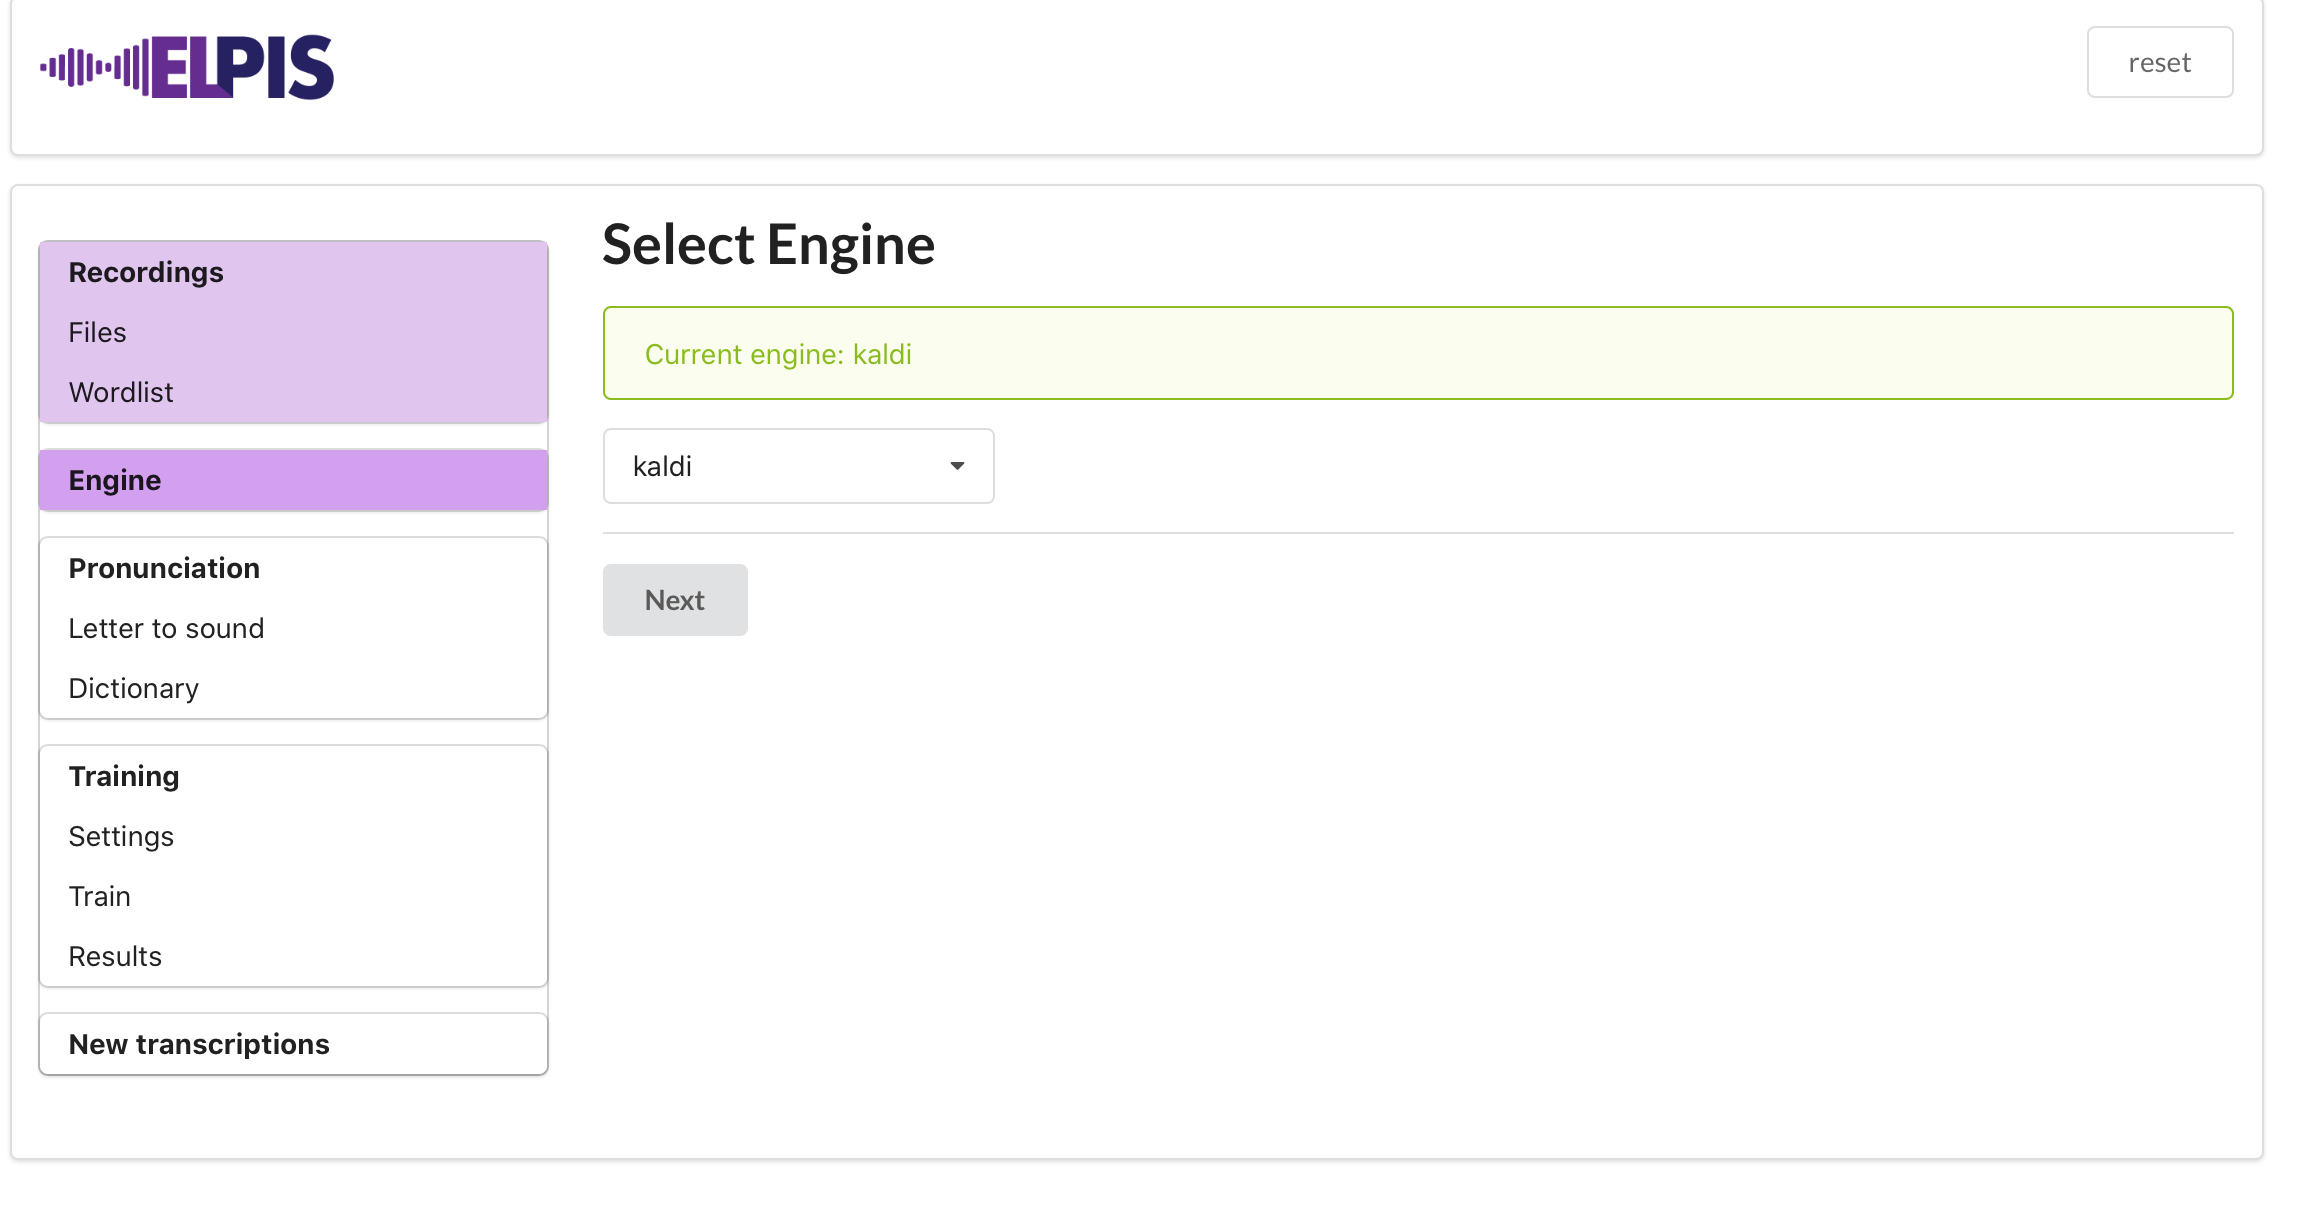 ELPIS
reset
Recordings
Files
Wordlist
Engine
Pronunciation
Letter to sound
Dictionary
Training
Settings
Train
Results
New transcriptions
Select Engine
Current engine: kaldi
kaldi
Next